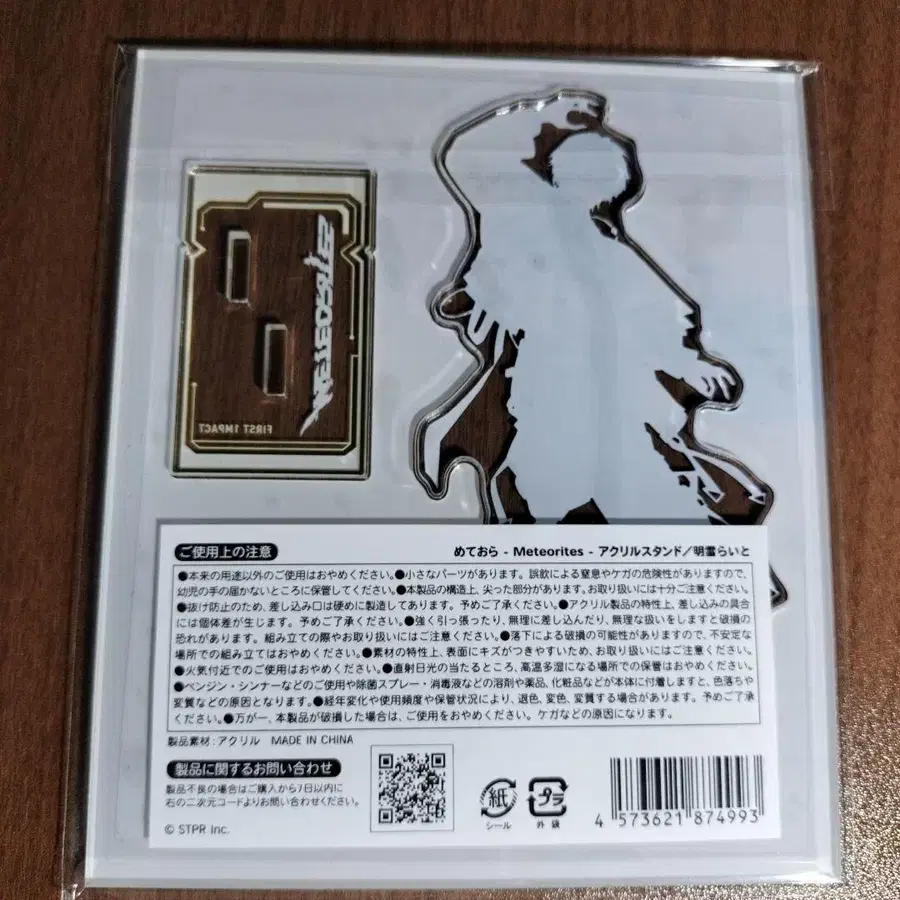 METEORITES
FIRST 1MPACT
ご使用上の注意
めておら - Meteorites - アクリルスタンド／明雷らいと
●本来の用途以外のご使用はおやめください。●小さなパーツがあります。誤飲による窒息やケガの危険性がありますので、
幼児の手の届かないところに保管してください。●本製品の構造上、尖った部分があります。お取り扱いには十分ご注意ください。
●抜け防止のため、差し込み口は硬めに製造してあります。予めご了承ください。●アクリル製品の特性上、差し込みの具合
には個体差が生じます。予めご了承ください。●強く引っ張ったり、無理に差し込んだり、無理な扱いをしますと破損の
恐れがあります。組み立ての際やお取り扱いにはご注意ください。●落下による破損の可能性がありますので、不安定な
場所での組み立てはおやめください。●素材の特性上、表面にキズがつきやすいため、お取り扱いにはご注意ください。
●火気付近でのご使用はおやめください。●直射日光の当たるところ、高温多湿になる場所での保管はおやめください。
●ベンジン・シンナーなどのご使用や除菌スプレー・消毒液などの溶剤や薬品、化粧品などが本体に付着しますと、色落ちや
変質などの原因となります。●経年変化や使用頻度や保管状況により、退色、変色、変質する場合があります。予めご了承
ください。●万が一、本製品が破損した場合は、ご使用をおやめください。ケガなどの原因になります。
製品素材：アクリル MADE IN CHINA
製品に関するお問い合わせ
製品不良の場合はご購入から7日以内に
右の二次元コードよりお問い合わせください。
© STPR Inc.
紙
シール
プラ
外袋
4 573621 874993